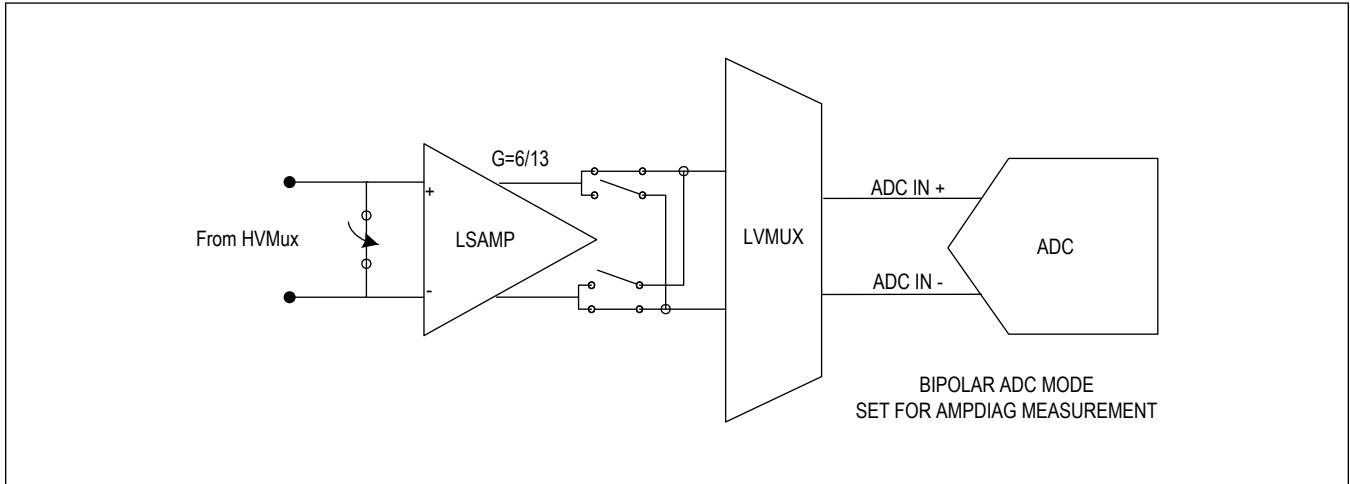 G=6/13
+
From HVMux
LSAMP
-
LVMUX
ADC IN +
ADC IN -
ADC
BIPOLAR ADC MODE
SET FOR AMPDIAG MEASUREMENT